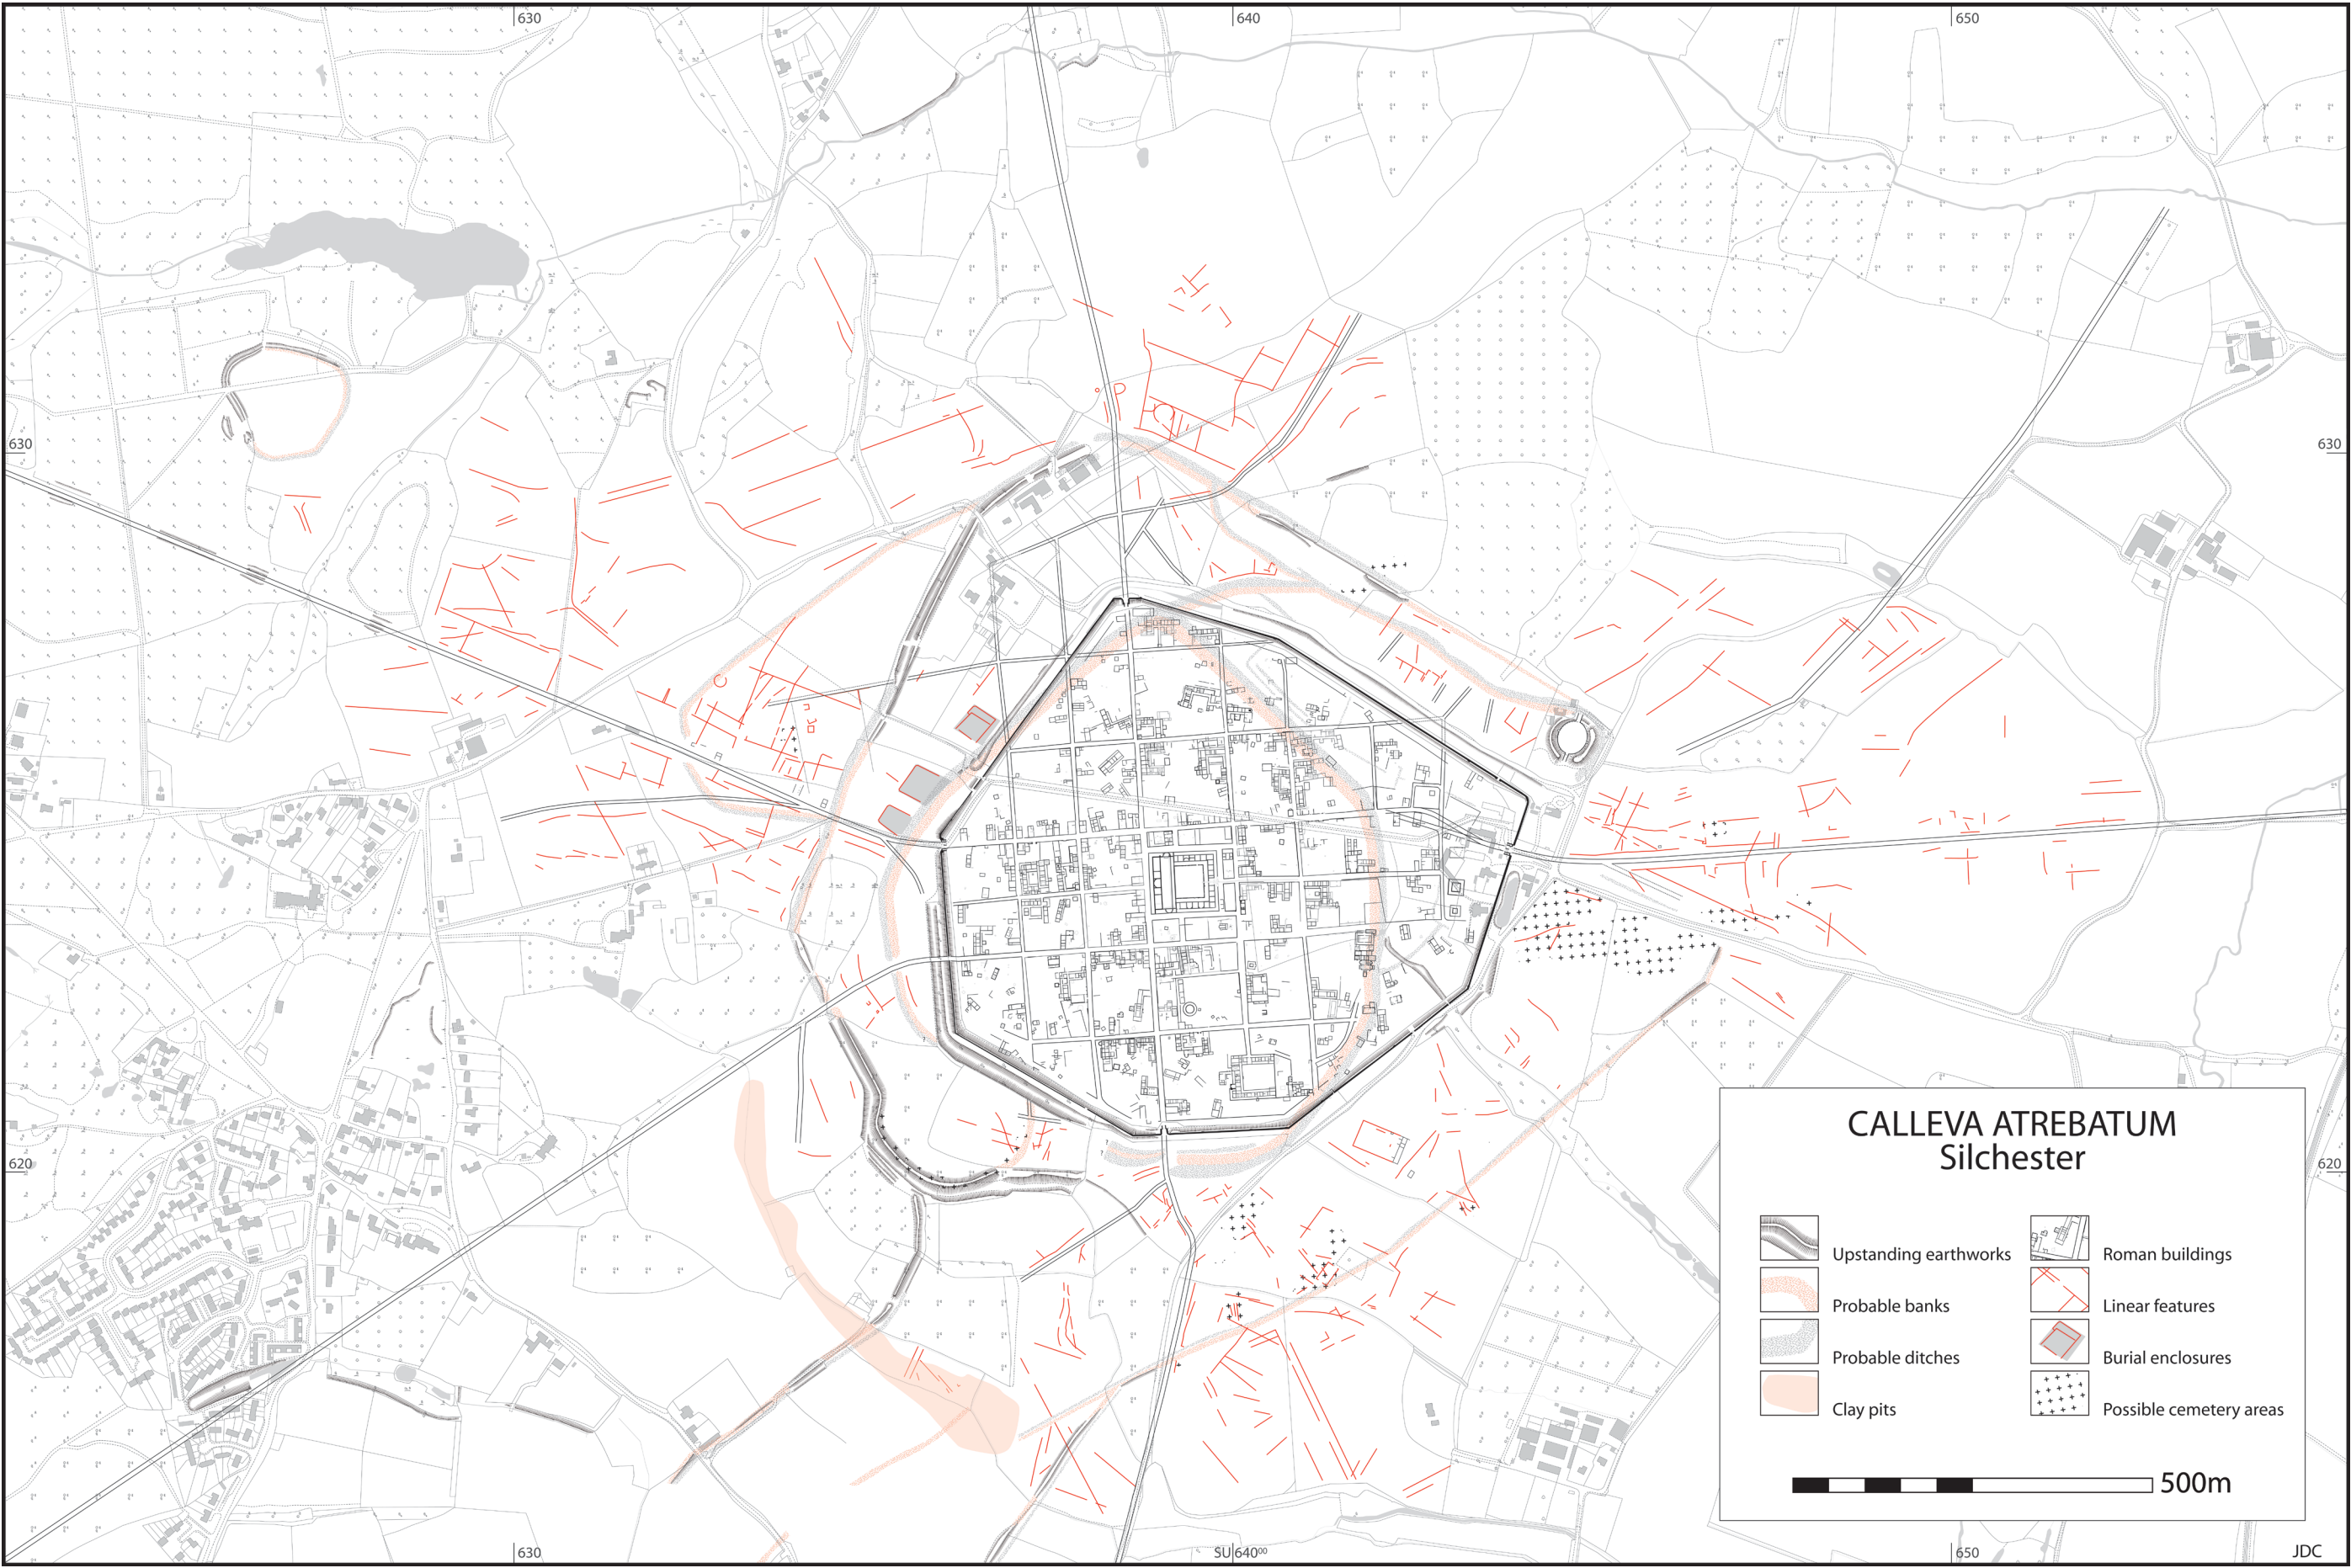 630
640
650
630
630
CALLEVA ATREBATUM
Silchester
620
620
Upstanding earthworks
Roman buildings
Probable banks
Linear features
Probable ditches
Burial enclosures
Clay pits
Possible cemetery areas
500m
630
SU 640⁰⁰
650
JDC